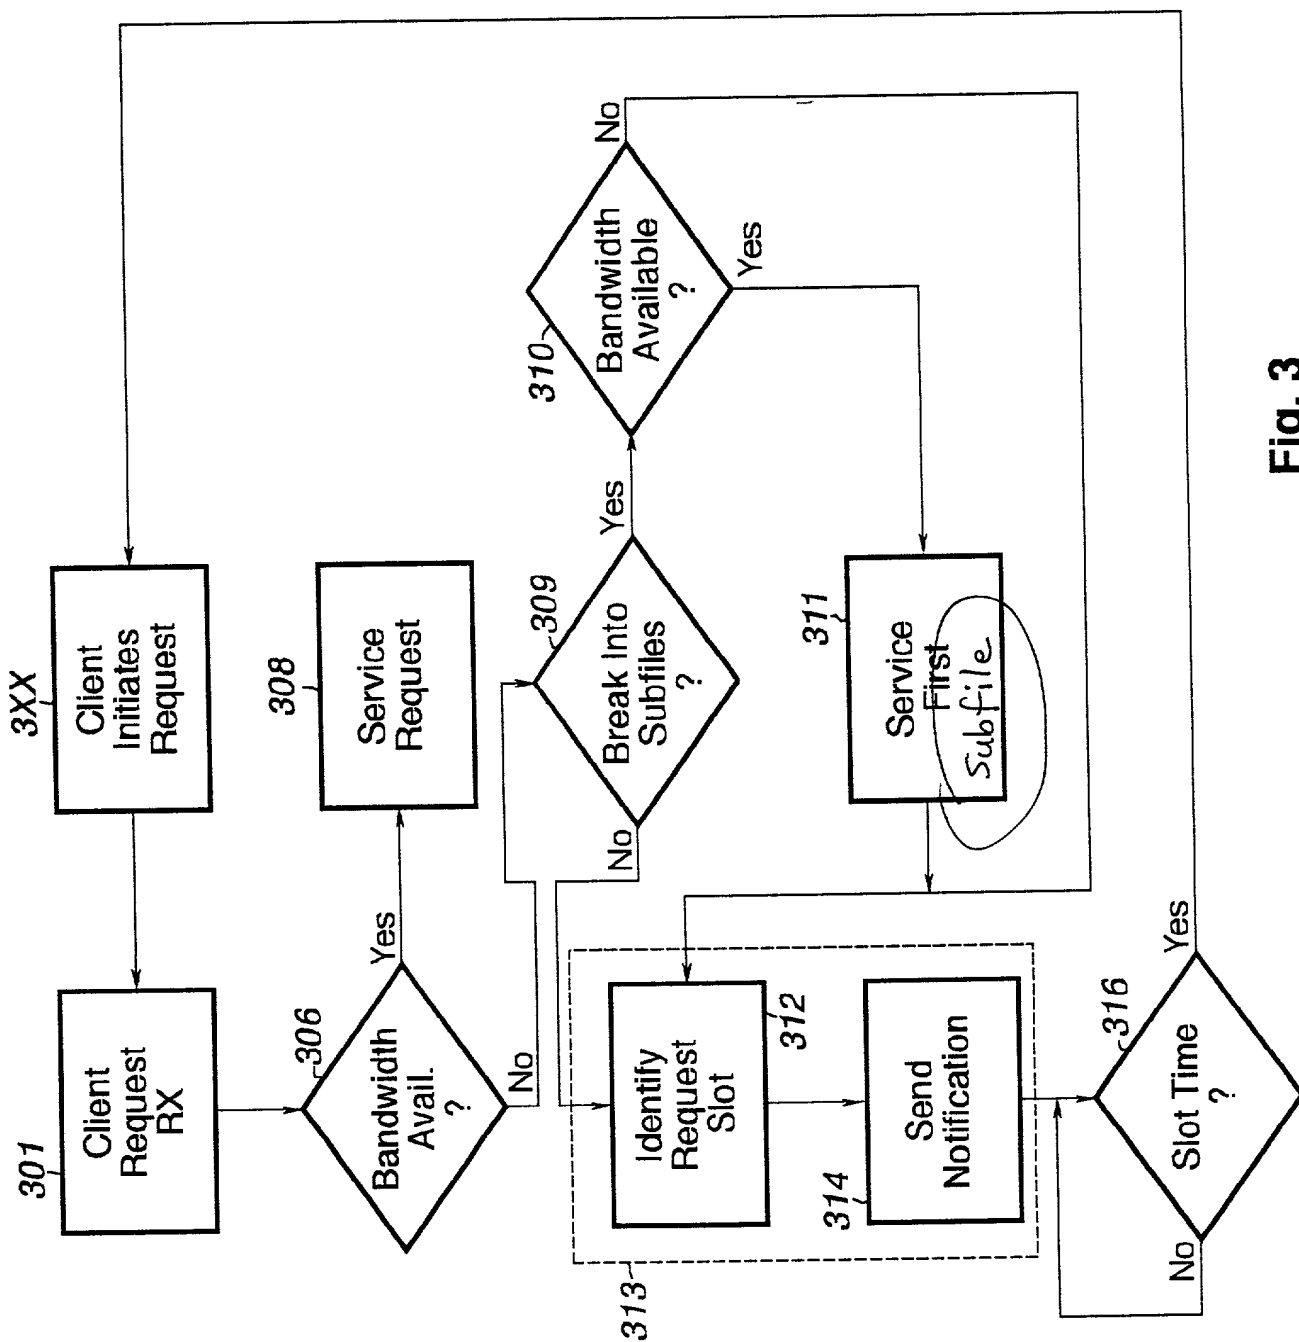 3XX
Client
Initiates
Request
301
Client
Request
RX
306
Bandwidth
Avail.
?
Yes
No
308
Service
Request
309
Break Into
Subfiles
?
Yes
No
310
Bandwidth
Available
?
No
Yes
311
Service
First
Subfile
313
Identify
Request
Slot
312
314
Send
Notification
316
Slot Time
?
Yes
No
Fig. 3